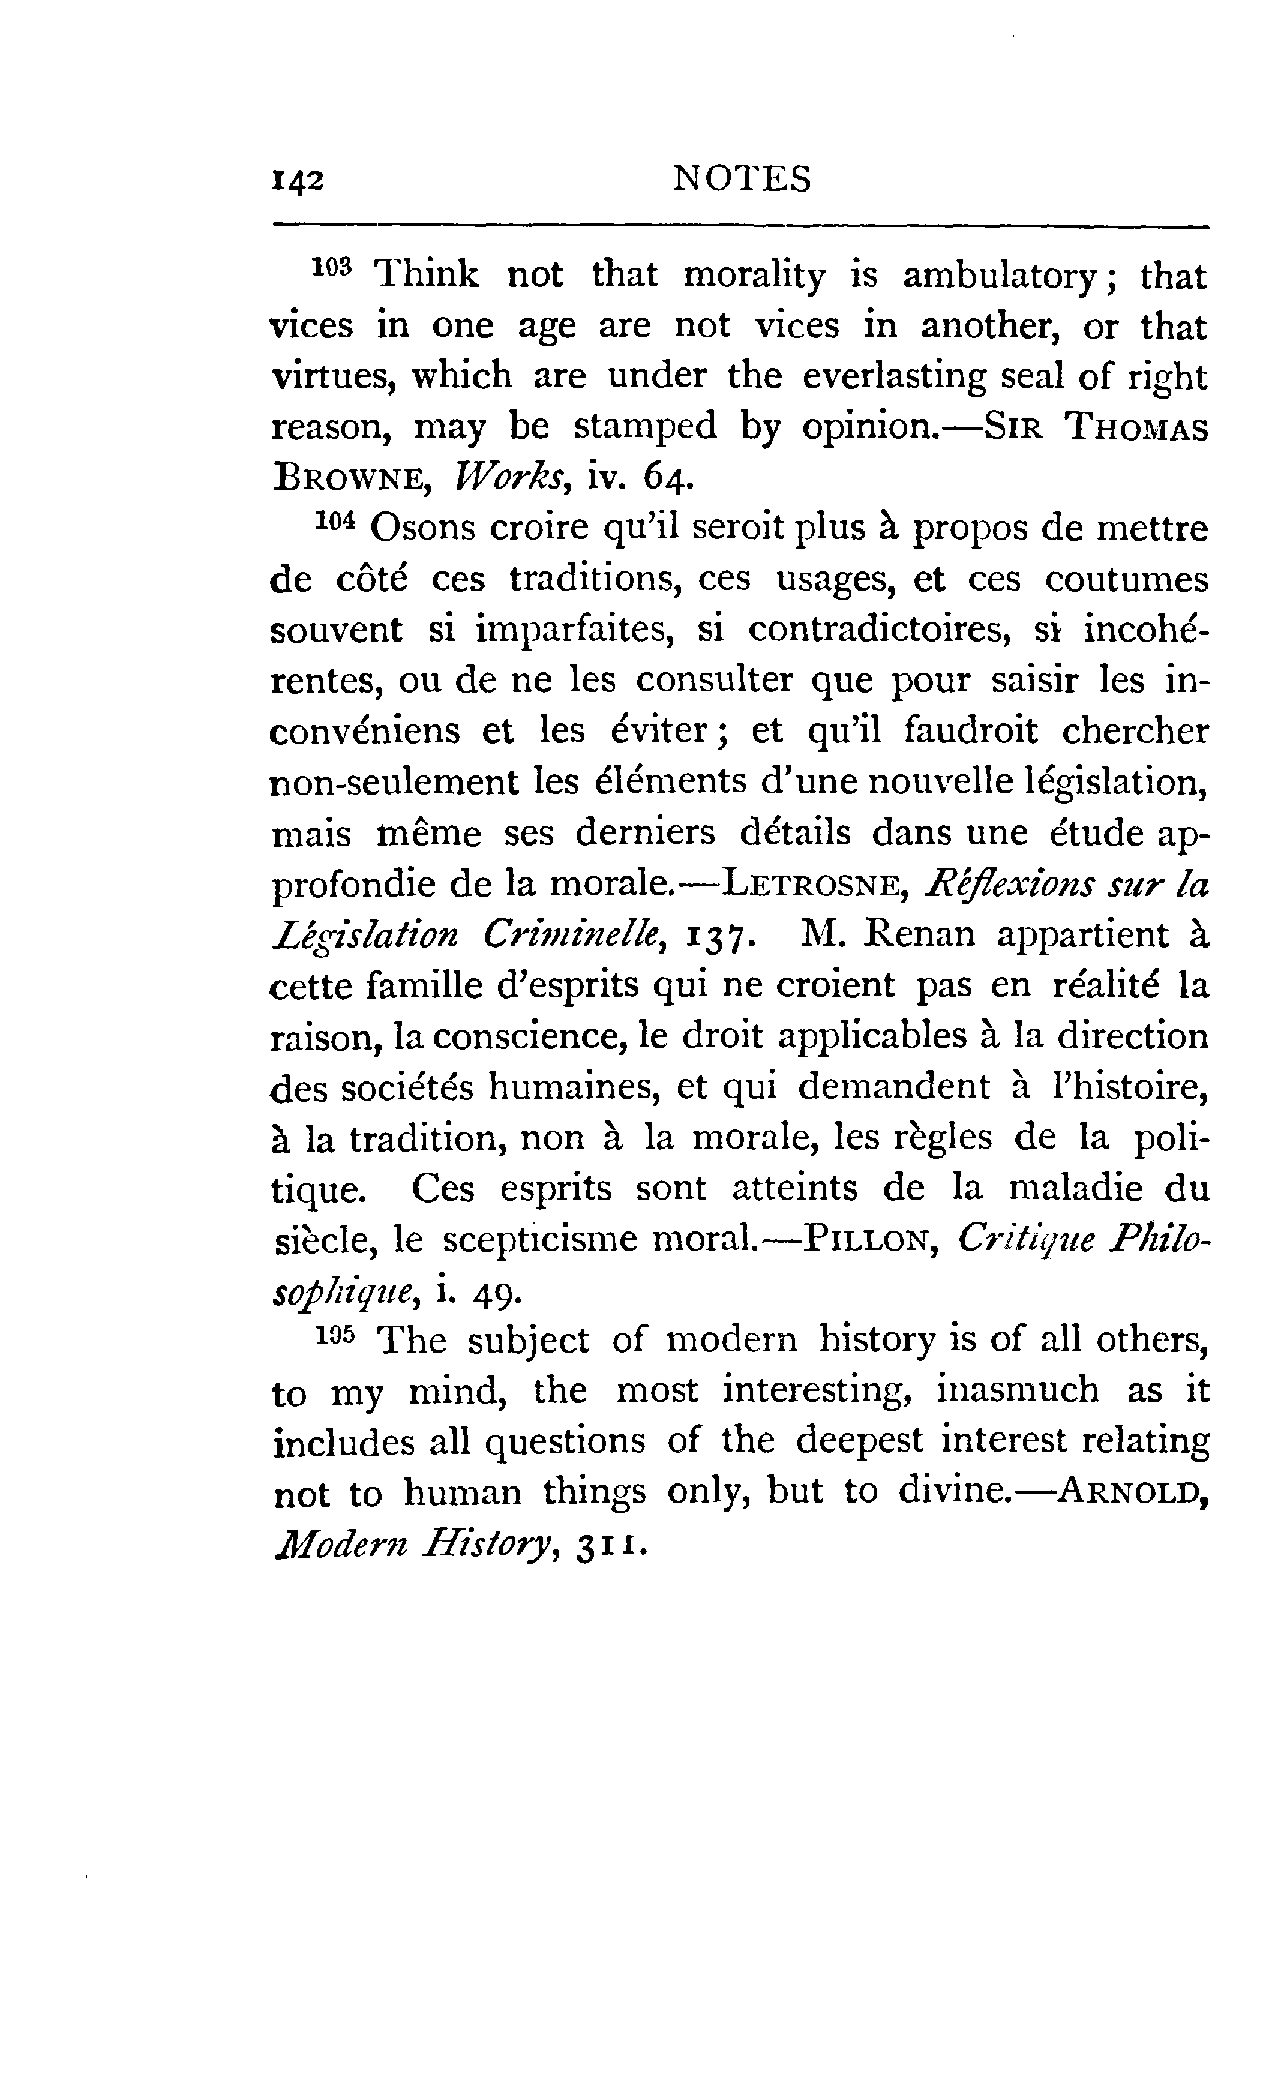 142 NOTES
103 Think not that morality is ambulatory; that
vices in one age are not vices in another, or that
virtues, which are under the everlasting seal of right
reason, may be stamped by opinion.—SIR THOMAS
BROWNE, Works, iv. 64.
104 Osons croire qu'il seroit plus à propos de mettre
de côté ces traditions, ces usages, et ces coutumes
souvent si imparfaites, si contradictoires, si incohé-
rentes, ou de ne les consulter que pour saisir les in-
convéniens et les éviter; et qu'il faudroit chercher
non-seulement les éléments d'une nouvelle législation,
mais même ses derniers détails dans une étude ap-
profondie de la morale.—LETROSNE, Réflexions sur la
Législation Criminelle, 137. M. Renan appartient à
cette famille d'esprits qui ne croient pas en réalité la
raison, la conscience, le droit applicables à la direction
des sociétés humaines, et qui demandent à l'histoire,
à la tradition, non à la morale, les règles de la poli-
tique. Ces esprits sont atteints de la maladie du
siècle, le scepticisme moral.—PILLON, Critique Philo-
sophique, i. 49.
105 The subject of modern history is of all others,
to my mind, the most interesting, inasmuch as it
includes all questions of the deepest interest relating
not to human things only, but to divine.—ARNOLD,
Modern History, 311.